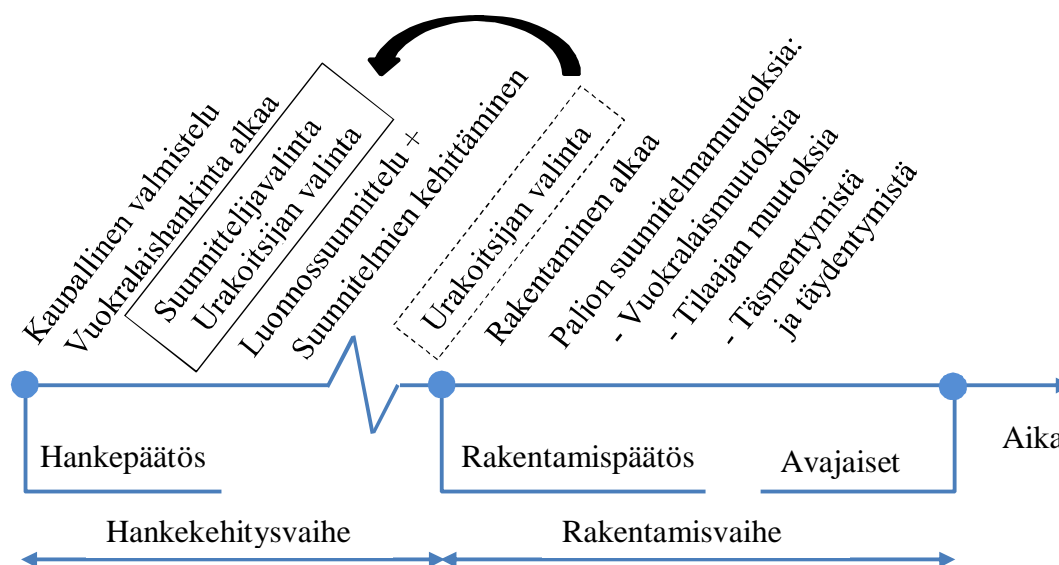 Kaupallinen valmistelu
Vuokralaishankinta alkaa
Suunnittelijavalinta
Urakoitsijan valinta
Luonnossuunnittelu +
Suunnitelmien kehittäminen
Urakoitsijan valinta
Rakentaminen alkaa
Paljon suunnitelmamuutoksia:
- Vuokralaismuutoksia
- Tilaajan muutoksia
- Täsmentymistä
ja täydentymistä
Hankepäätös
Rakentamispäätös
Avajaiset
Aika
Hankekehitysvaihe
Rakentamisvaihe